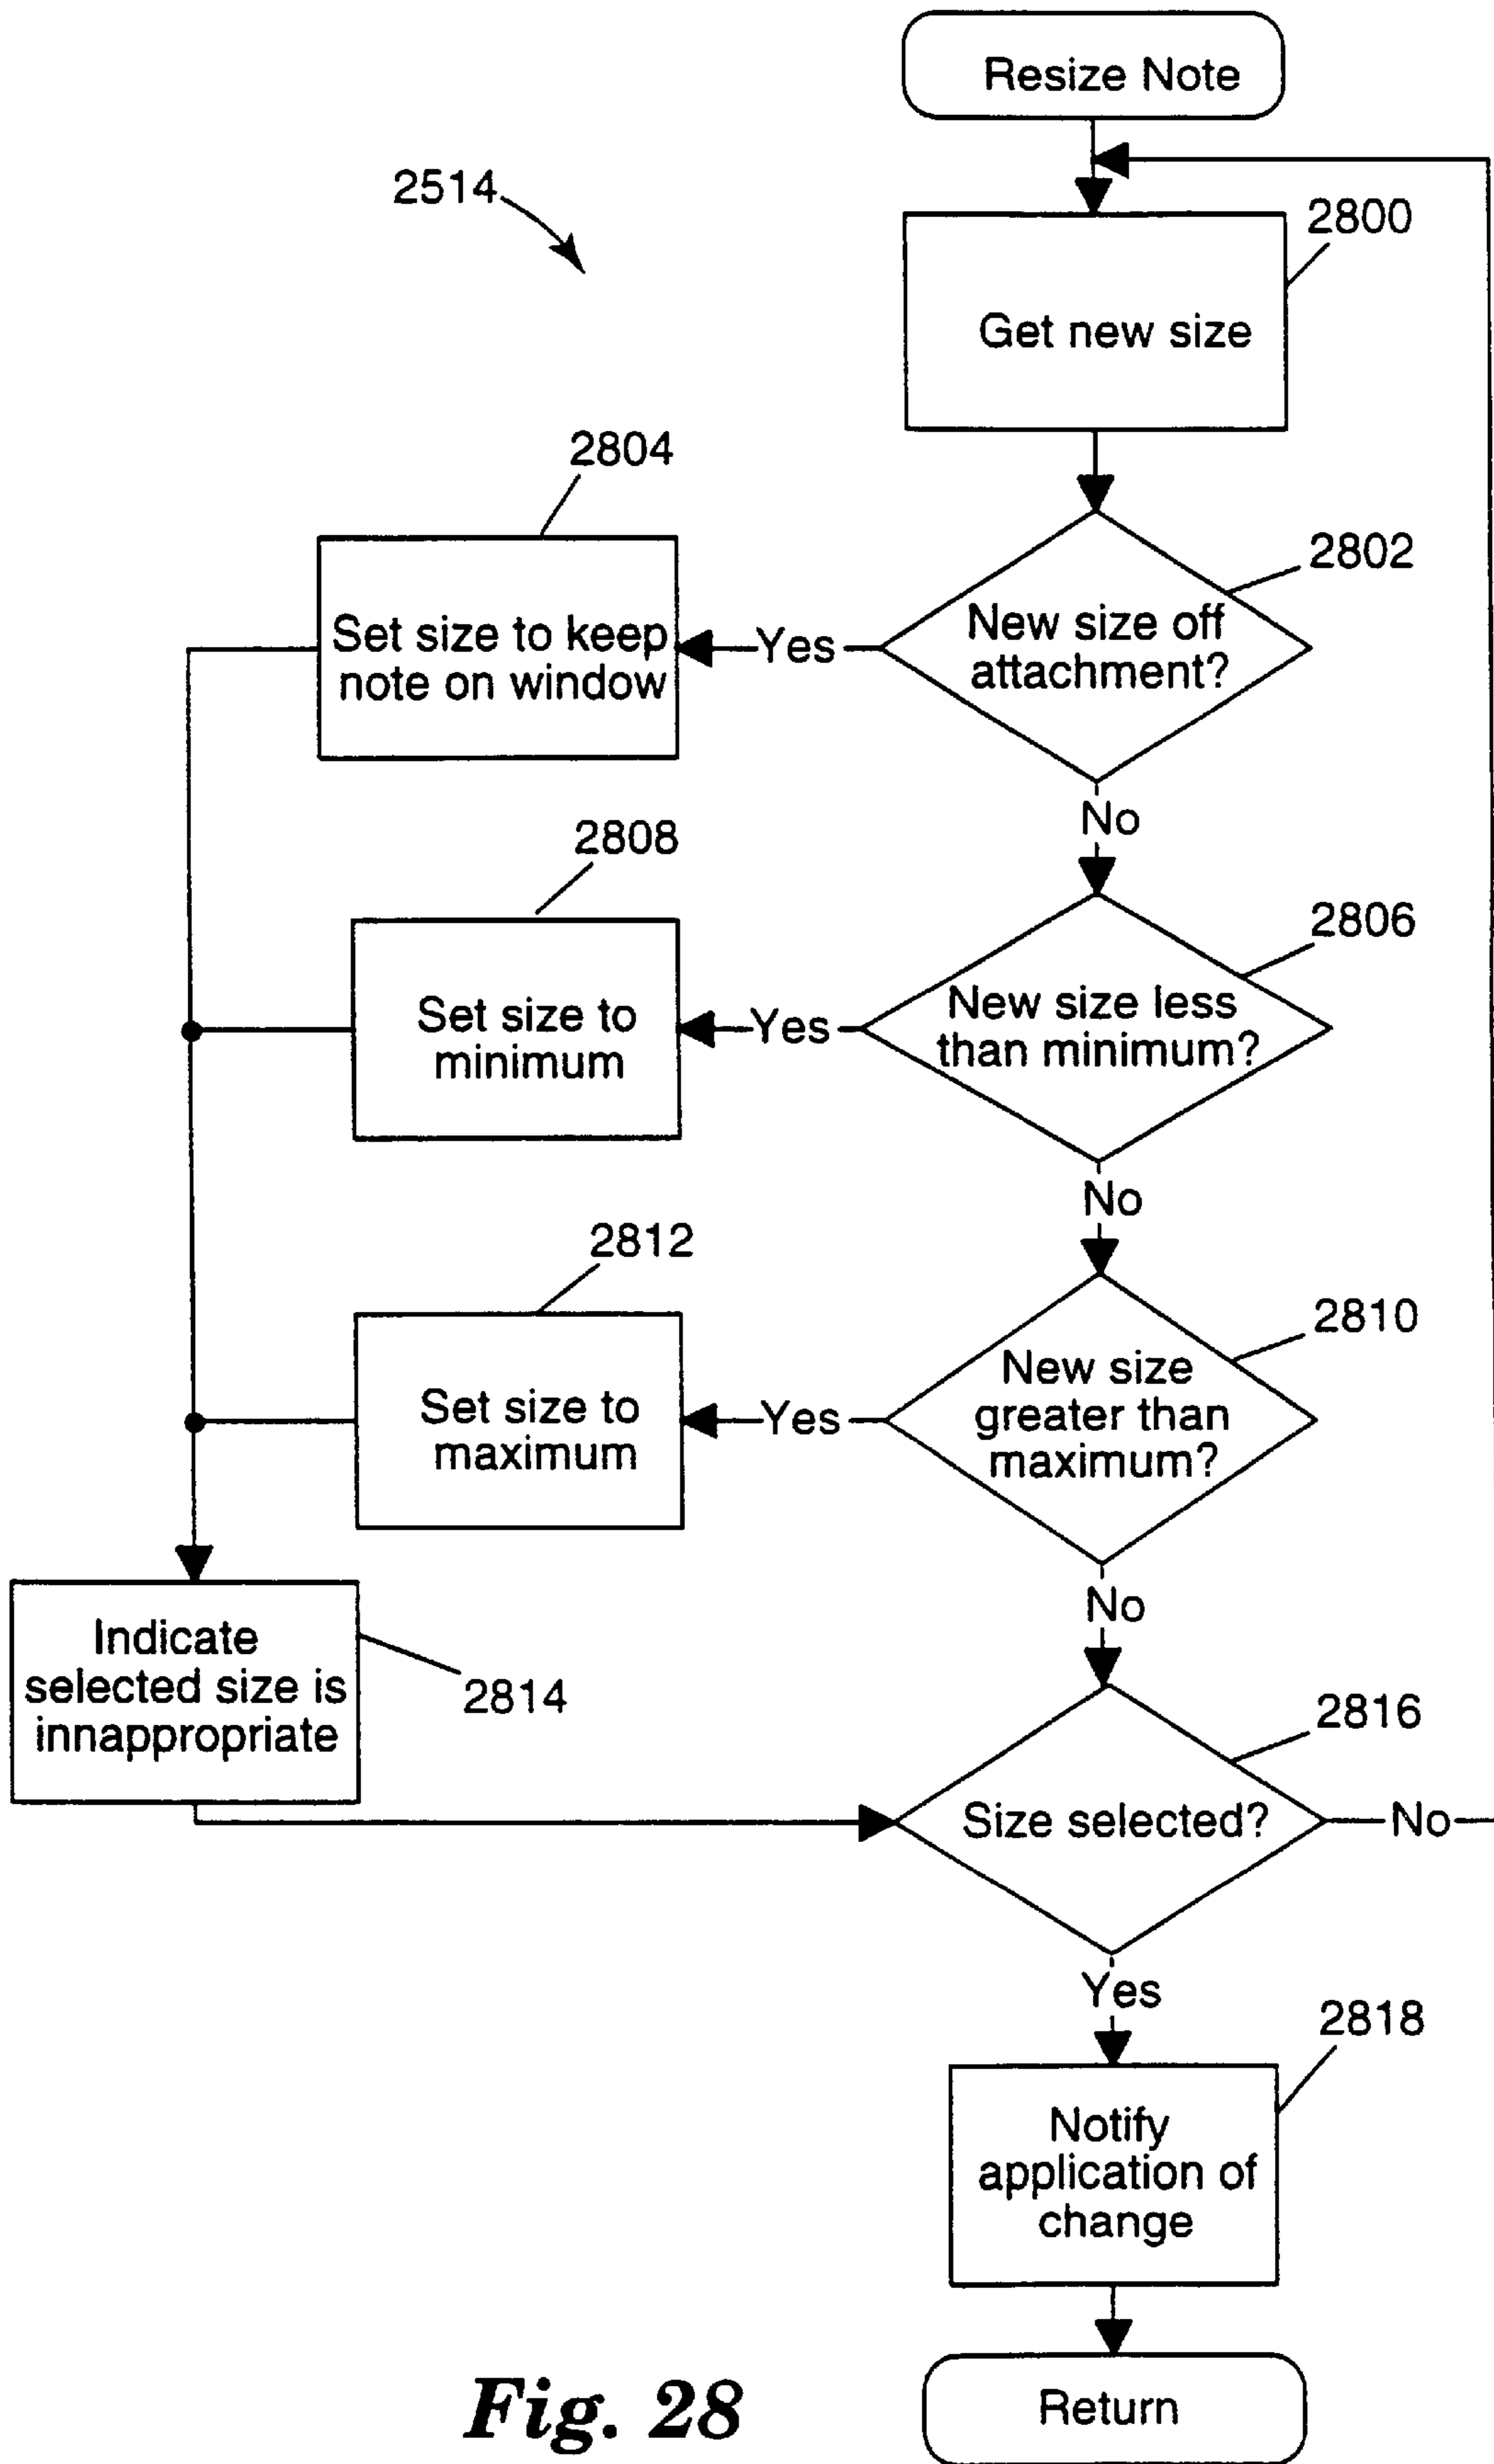 Resize Note
2514
2800
Get new size
2804
2802
Set size to keep
note on window
Yes
New size off
attachment?
No
2808
2806
Set size to
minimum
Yes
New size less
than minimum?
No
2812
2810
Set size to
maximum
Yes
New size
greater than
maximum?
No
Indicate
selected size is
innappropriate
2814
2816
Size selected?
No
Yes
2818
Notify
application of
change
Return
Fig. 28